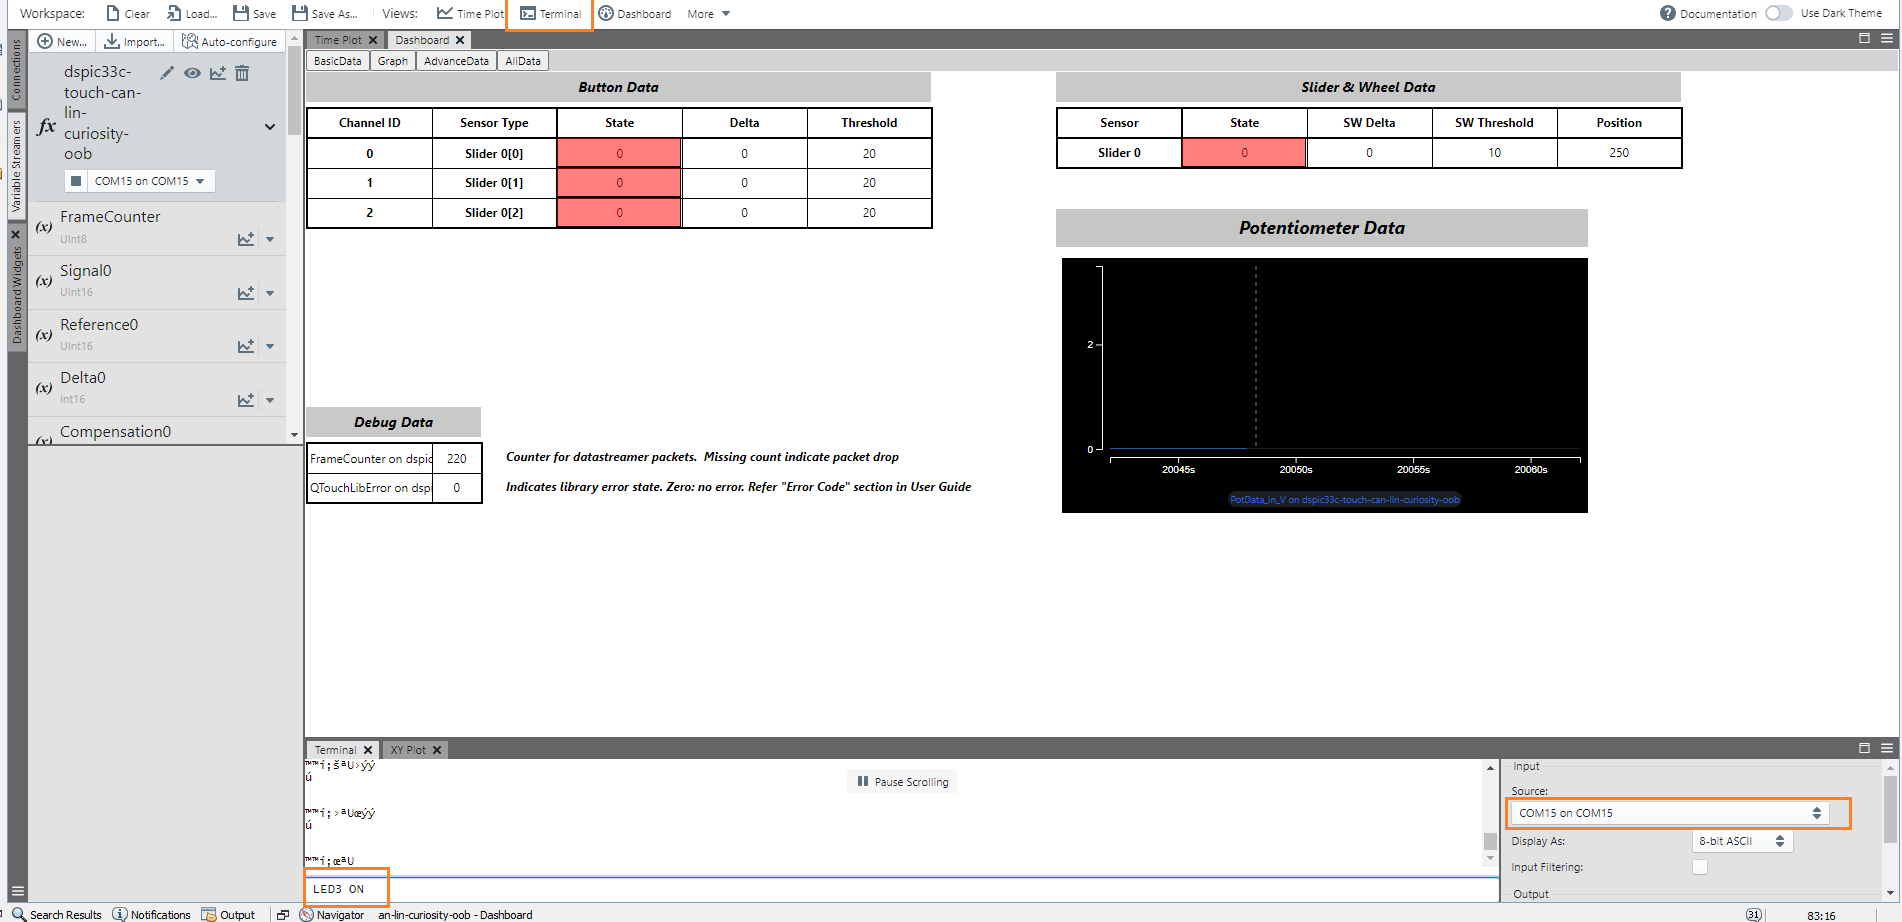 Workspace: Clear Load... Save Save As... Views: Time Plot Terminal Dashboard More Documentation Use Dark Theme
Connections
Variable Streamers
Dashboard Widgets
New... Import... Auto-configure
fx
dspic33c-
touch-can-
lin-
curiosity-
oob
COM15 on COM15
(x) FrameCounter
UInt8
(x) Signal0
UInt16
(x) Reference0
UInt16
(x) Delta0
Int16
(x) Compensation0
Time Plot Dashboard
BasicData Graph AdvanceData AllData
Button Data
Channel ID Sensor Type State Delta Threshold
0 Slider 0[0] 0 0 20
1 Slider 0[1] 0 0 20
2 Slider 0[2] 0 0 20
Slider & Wheel Data
Sensor State SW Delta SW Threshold Position
Slider 0 0 0 10 250
Potentiometer Data
2
0
20045s 20050s 20055s 20060s
PotData_in_V on dspic33c-touch-can-lin-curiosity-oob
Debug Data
FrameCounter on dspic 220 Counter for datastreamer packets. Missing count indicate packet drop
QTouchLibError on dsp 0 Indicates library error state. Zero: no error. Refer "Error Code" section in User Guide
Terminal XY Plot
™™í;šªU›ýý
ú
™™í;›ªUœýý
ú
™™í;œªU
Pause Scrolling
LED3 ON
Input
Source:
COM15 on COM15
Display As: 8-bit ASCII
Input Filtering:
Output
Search Results Notifications Output Navigator an-lin-curiosity-oob - Dashboard 31 83:16